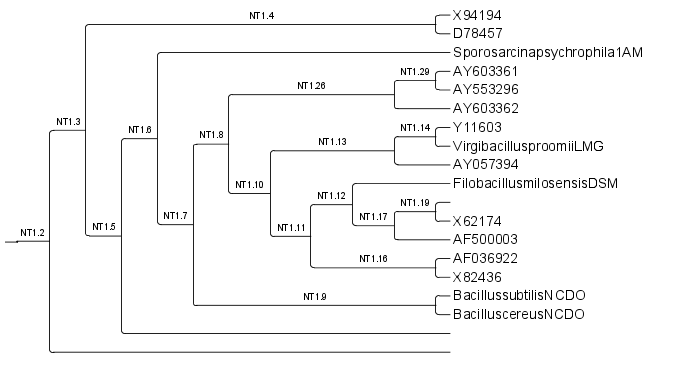 NT1.4
X94194
D78457
Sporosarcinapsychrophila1AM
NT1.29
AY603361
NT1.26
AY553296
AY603362
NT1.3
NT1.6
NT1.8
NT1.14
Y11603
NT1.13
VirgibacillusproomiiLMG
AY057394
NT1.10
FilobacillusmilosensisDSM
NT1.12
NT1.19
NT1.7
NT1.17
X62174
NT1.2
NT1.5
NT1.11
AF500003
NT1.16
AF036922
X82436
NT1.9
BacillussubtilisNCDO
BacilluscereusNCDO